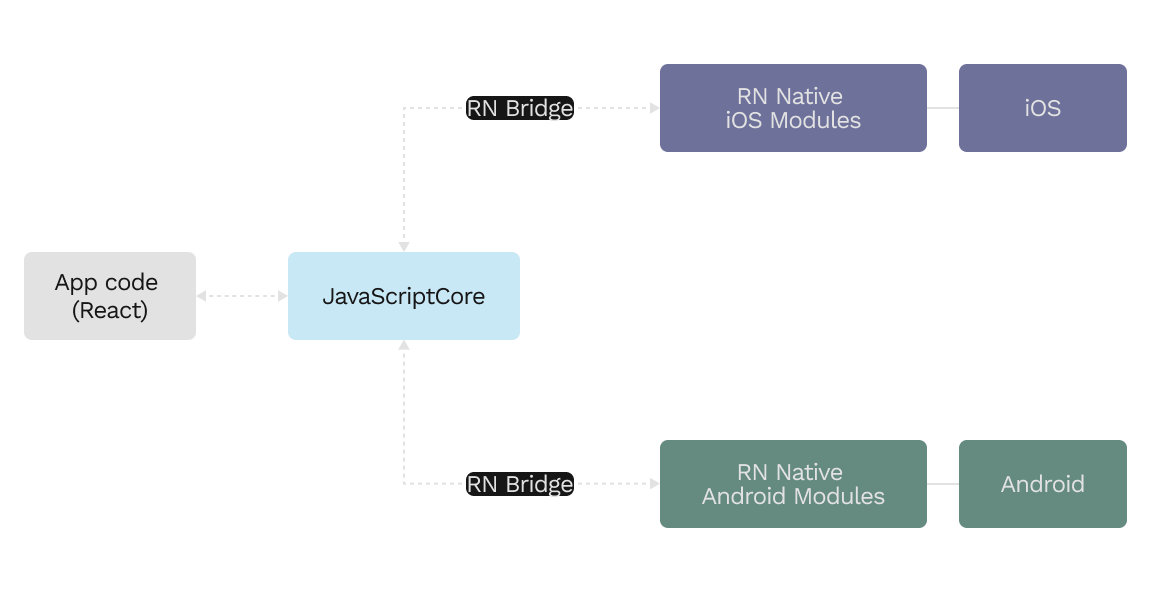 RN Bridge
RN Native
iOS Modules
iOS
App code
(React)
JavaScriptCore
RN Bridge
RN Native
Android Modules
Android